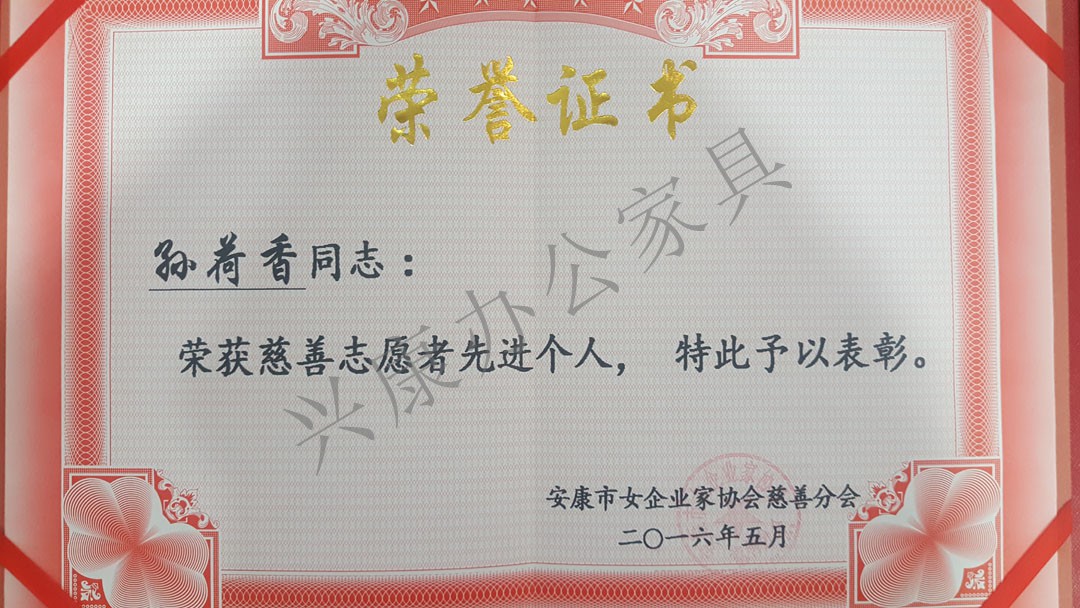 荣誉证书
孙荷香同志：
荣获慈善志愿者先进个人， 特此予以表彰。
安康市女企业家协会慈善分会
二〇一六年五月
兴康办公家具